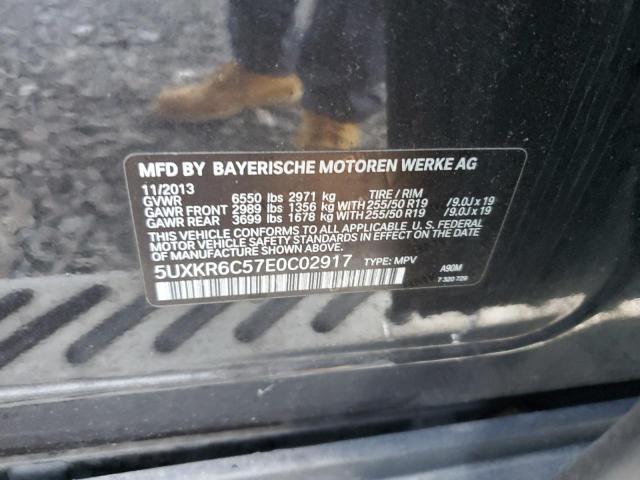 MFD BY BAYERISCHE MOTOREN WERKE AG
11/2013
GVWR 6550 lbs 2971 kg TIRE / RIM
GAWR FRONT 2989 lbs 1356 kg WITH 255/50 R19 /9.0J x 19
GAWR REAR 3699 lbs 1678 kg WITH 255/50 R19 /9.0J x 19
THIS VEHICLE CONFORMS TO ALL APPLICABLE U. S. FEDERAL
MOTOR VEHICLE SAFETY STANDARDS IN EFFECT ON THE DATE
OF MANUFACTURE SHOWN ABOVE.
5UXKR6C57E0C02917 TYPE: MPV A90M
7 320 729